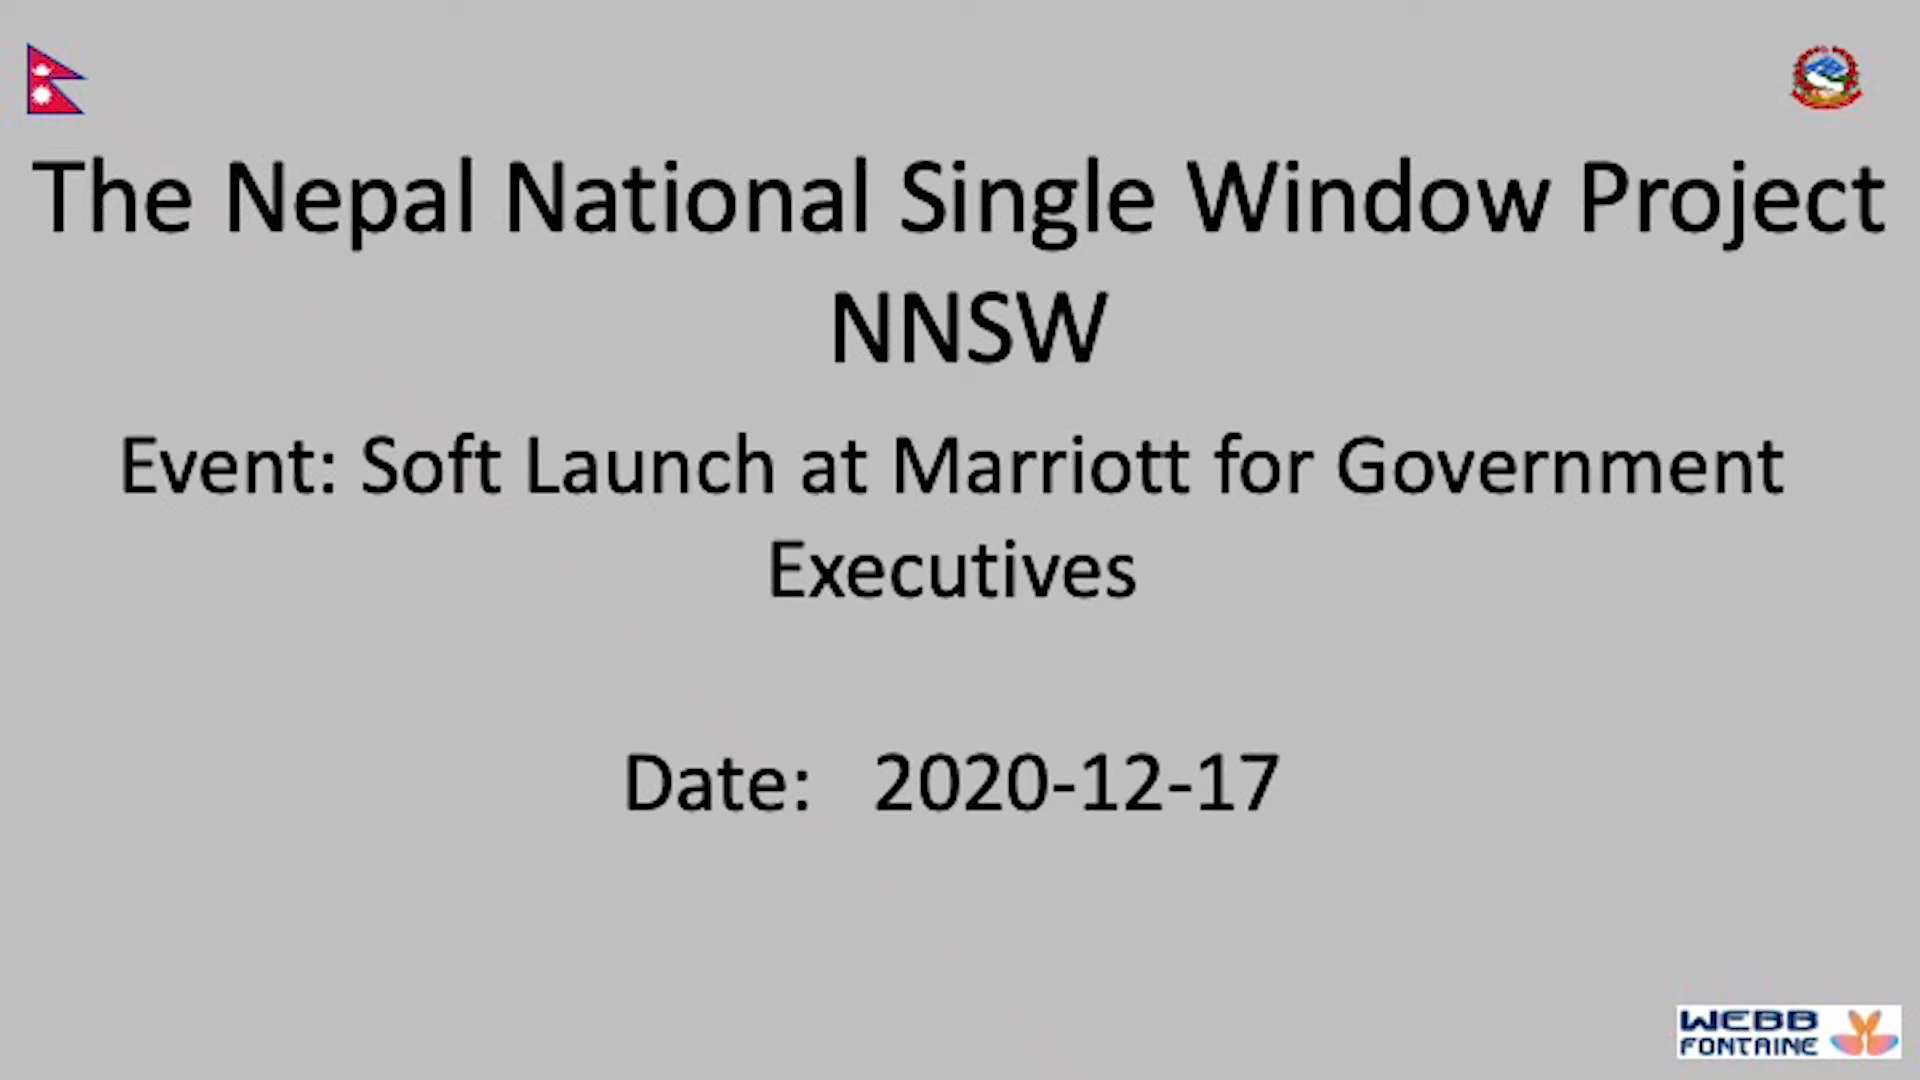 The Nepal National Single Window Project
NNSW
Event: Soft Launch at Marriott for Government
Executives
Date: 2020-12-17
WEBB
FONTAINE